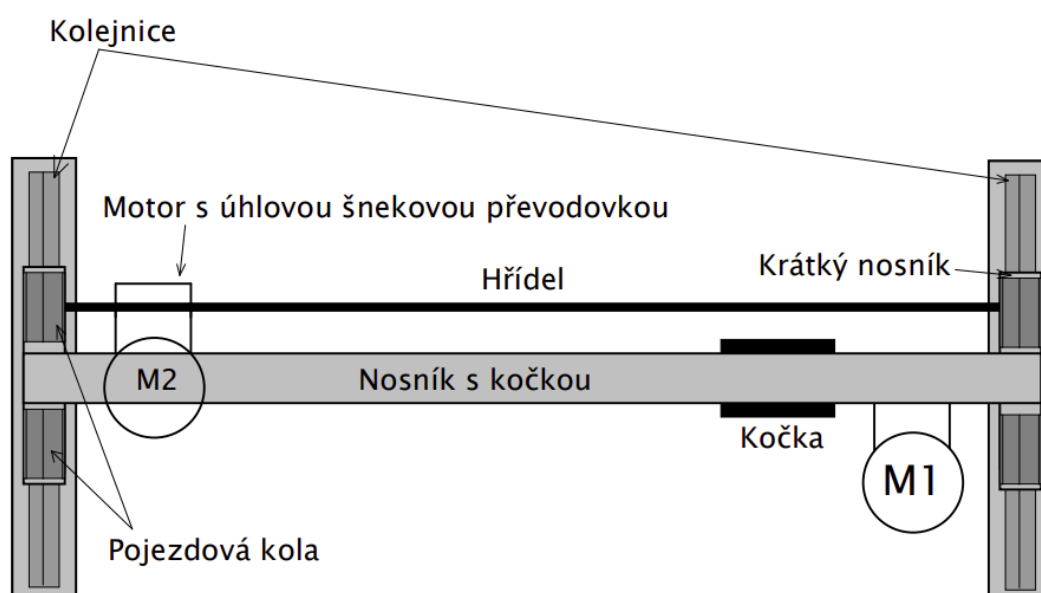 Kolejnice
Motor s úhlovou šnekovou převodovkou
Hřídel
Krátký nosník
M2
Nosník s kočkou
Kočka
M1
Pojezdová kola